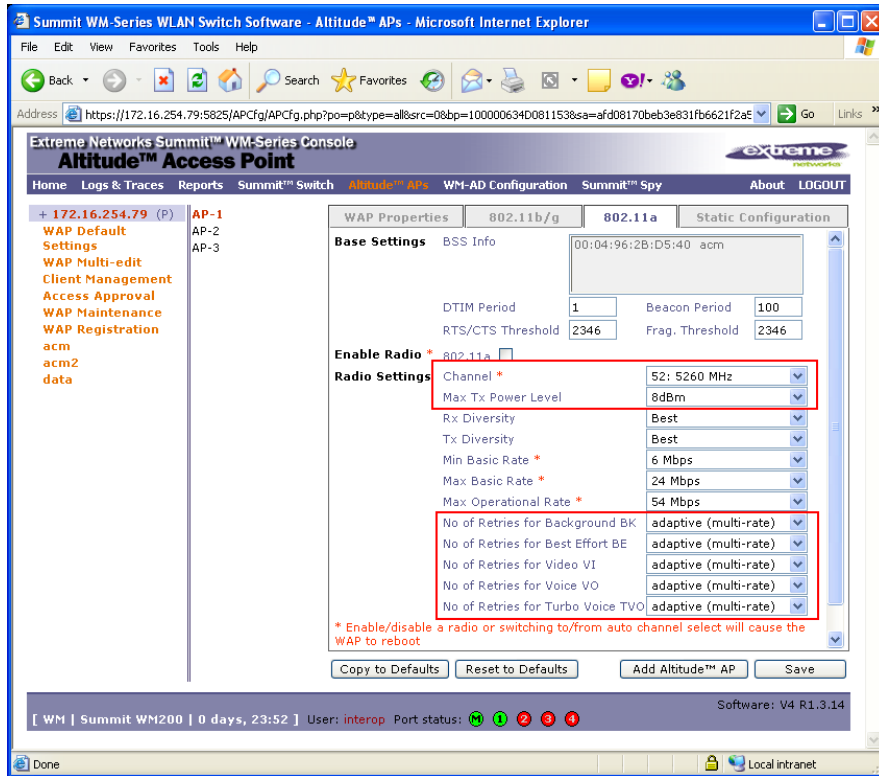 Summit WM-Series WLAN Switch Software - Altitude™ APs - Microsoft Internet Explorer
File Edit View Favorites Tools Help
Back Search Favorites
Address https://172.16.254.79:5825/APCfg/APCfg.php?po=p&type=all&src=0&bp=100000634D081153&sa=afd08170beb3e831fb6621f2a5 Go Links »
Extreme Networks Summit™ WM-Series Console
Altitude™ Access Point
extreme networks
Home Logs & Traces Reports Summit™ Switch Altitude™ APs WM-AD Configuration Summit™ Spy About LOGOUT
+ 172.16.254.79 (P)
WAP Default
Settings
WAP Multi-edit
Client Management
Access Approval
WAP Maintenance
WAP Registration
acm
acm2
data
AP-1
AP-2
AP-3
WAP Properties 802.11b/g 802.11a Static Configuration
Base Settings BSS Info 00:04:96:2B:D5:40 acm
DTIM Period 1 Beacon Period 100
RTS/CTS Threshold 2346 Frag. Threshold 2346
Enable Radio * 802.11a
Radio Settings Channel * 52: 5260 MHz
Max Tx Power Level 8dBm
Rx Diversity Best
Tx Diversity Best
Min Basic Rate * 6 Mbps
Max Basic Rate * 24 Mbps
Max Operational Rate * 54 Mbps
No of Retries for Background BK adaptive (multi-rate)
No of Retries for Best Effort BE adaptive (multi-rate)
No of Retries for Video VI adaptive (multi-rate)
No of Retries for Voice VO adaptive (multi-rate)
No of Retries for Turbo Voice TVO adaptive (multi-rate)
* Enable/disable a radio or switching to/from auto channel select will cause the
WAP to reboot
Copy to Defaults Reset to Defaults Add Altitude™ AP Save
Software: V4 R1.3.14
[ WM | Summit WM200 | 0 days, 23:52 ] User: interop Port status: M 1 2 3 4
Done Local intranet